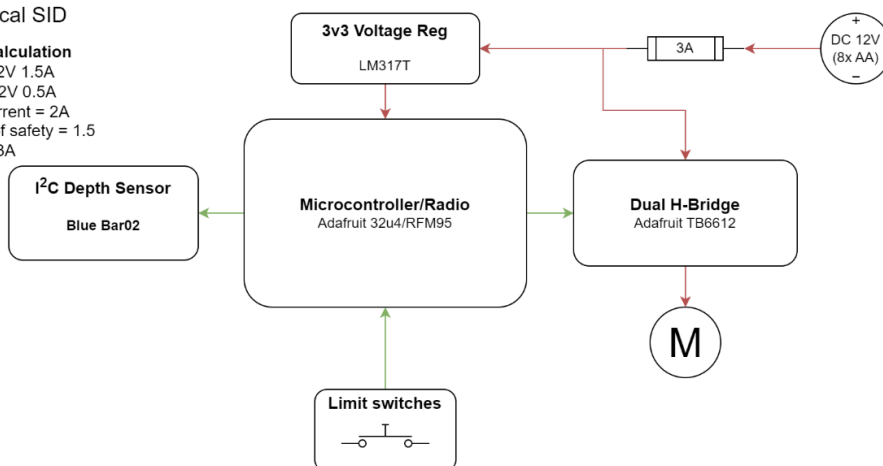 cal SID
alculation
2V 1.5A
2V 0.5A
rrent = 2A
f safety = 1.5
3A
3v3 Voltage Reg
LM317T
3A
+
DC 12V
(8x AA)
−
I²C Depth Sensor
Blue Bar02
Microcontroller/Radio
Adafruit 32u4/RFM95
Dual H-Bridge
Adafruit TB6612
M
Limit switches